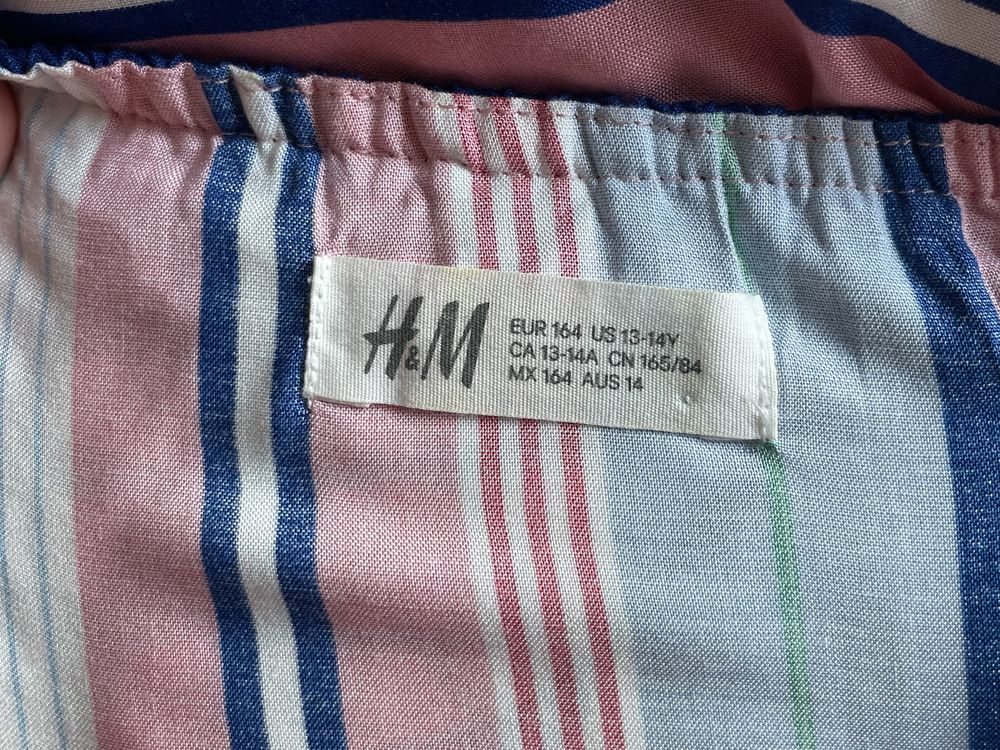 H&M
EUR 164 US 13-14Y
CA 13-14A CN 165/84
MX 164 AUS 14